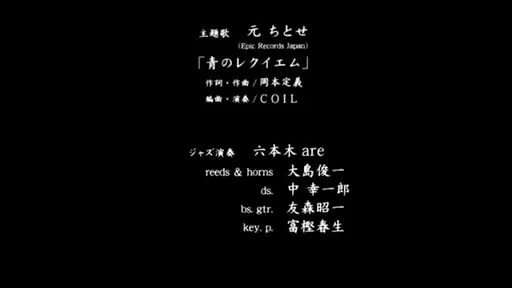 主題歌 元 ちとせ
(Epic Records Japan)
「青のレクイエム」
作詞・作曲/岡本定義
編曲・演奏/COIL
ジャズ演奏 六本木 are
reeds & horns 大島俊一
ds. 中 幸一郎
bs. gtr. 友森昭一
key. p. 富樫春生